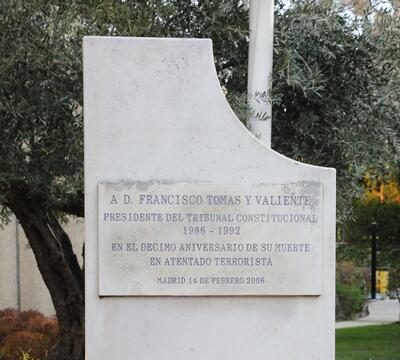 A D. FRANCISCO TOMAS Y VALIENTE
PRESIDENTE DEL TRIBUNAL CONSTITUCIONAL
1986 - 1992
EN EL DECIMO ANIVERSARIO DE SU MUERTE
EN ATENTADO TERRORISTA
MADRID 14 DE FEBRERO 2006